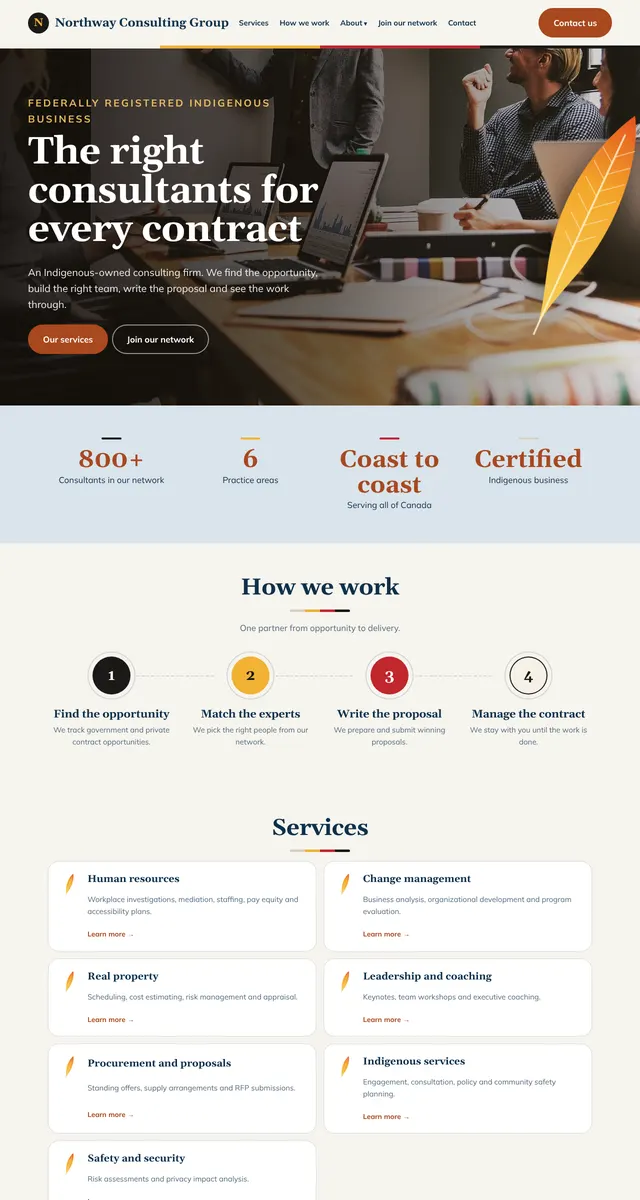 N Northway Consulting Group Services How we work About ▾ Join our network Contact Contact us
FEDERALLY REGISTERED INDIGENOUS
BUSINESS
The right
consultants for
every contract
An Indigenous-owned consulting firm. We find the opportunity,
build the right team, write the proposal and see the work
through.
Our services Join our network
800+ 6 Coast to Certified
coast
Consultants in our network Practice areas Indigenous business
Serving all of Canada
How we work
One partner from opportunity to delivery.
1 2 3 4
Find the opportunity Match the experts Write the proposal Manage the contract
We track government and private We pick the right people from our We prepare and submit winning We stay with you until the work is
contract opportunities. network. proposals. done.
Services
Human resources
Workplace investigations, mediation, staffing, pay equity and
accessibility plans.
Learn more →
Change management
Business analysis, organizational development and program
evaluation.
Learn more →
Real property
Scheduling, cost estimating, risk management and appraisal.
Learn more →
Leadership and coaching
Keynotes, team workshops and executive coaching.
Learn more →
Procurement and proposals
Standing offers, supply arrangements and RFP submissions.
Learn more →
Indigenous services
Engagement, consultation, policy and community safety
planning.
Learn more →
Safety and security
Risk assessments and privacy impact analysis.